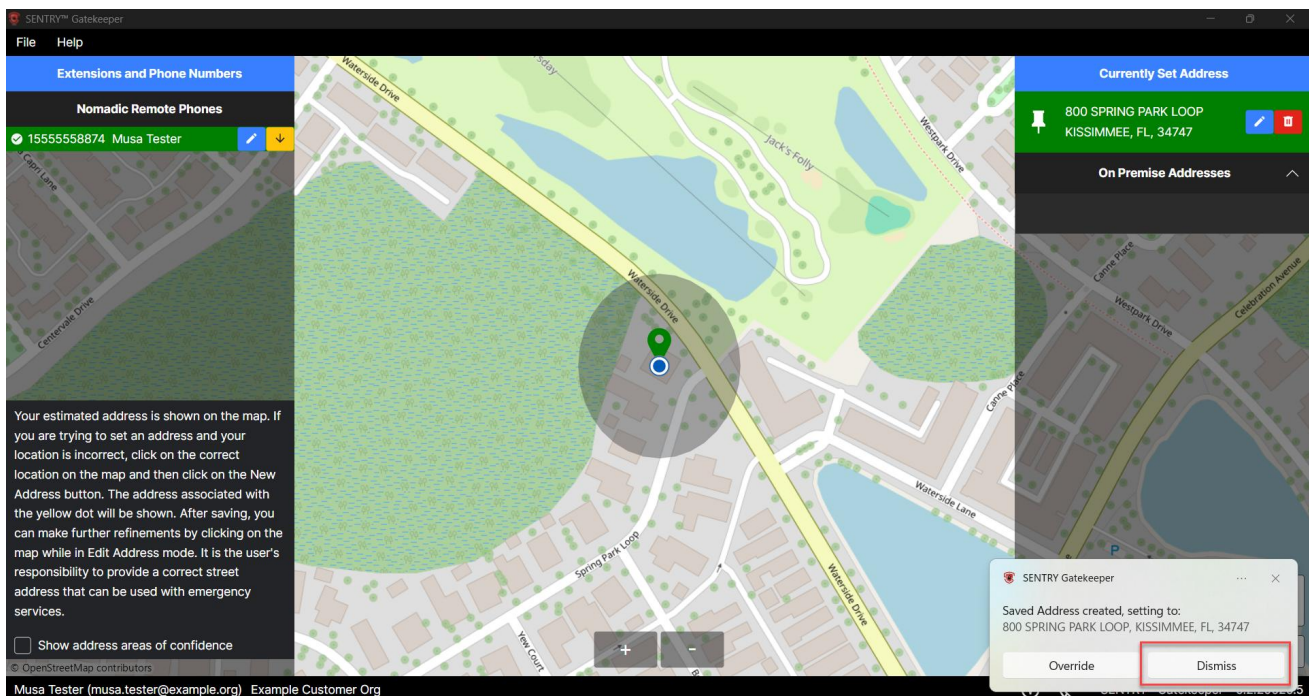 SENTRY™ Gatekeeper
File Help
Extensions and Phone Numbers
Nomadic Remote Phones
15555558874 Musa Tester
Capri Lane
Centervale Drive
Your estimated address is shown on the map. If
you are trying to set an address and your
location is incorrect, click on the correct
location on the map and then click on the New
Address button. The address associated with
the yellow dot will be shown. After saving, you
can make further refinements by clicking on the
map while in Edit Address mode. It is the user's
responsibility to provide a correct street
address that can be used with emergency
services.
Show address areas of confidence
© OpenStreetMap contributors
Musa Tester (musa.tester@example.org) Example Customer Org
Waterside Drive
Jack's Folly
Westpark Drive
Waterside Drive
Canne Place
Waterside Lane
Spring Park Loop
Waterside Drive
Yew Court
+ -
Currently Set Address
800 SPRING PARK LOOP
KISSIMMEE, FL, 34747
On Premise Addresses
Canne Place
Westpark Drive
Celebration Avenue
P
SENTRY Gatekeeper
Saved Address created, setting to:
800 SPRING PARK LOOP, KISSIMMEE, FL, 34747
Override Dismiss